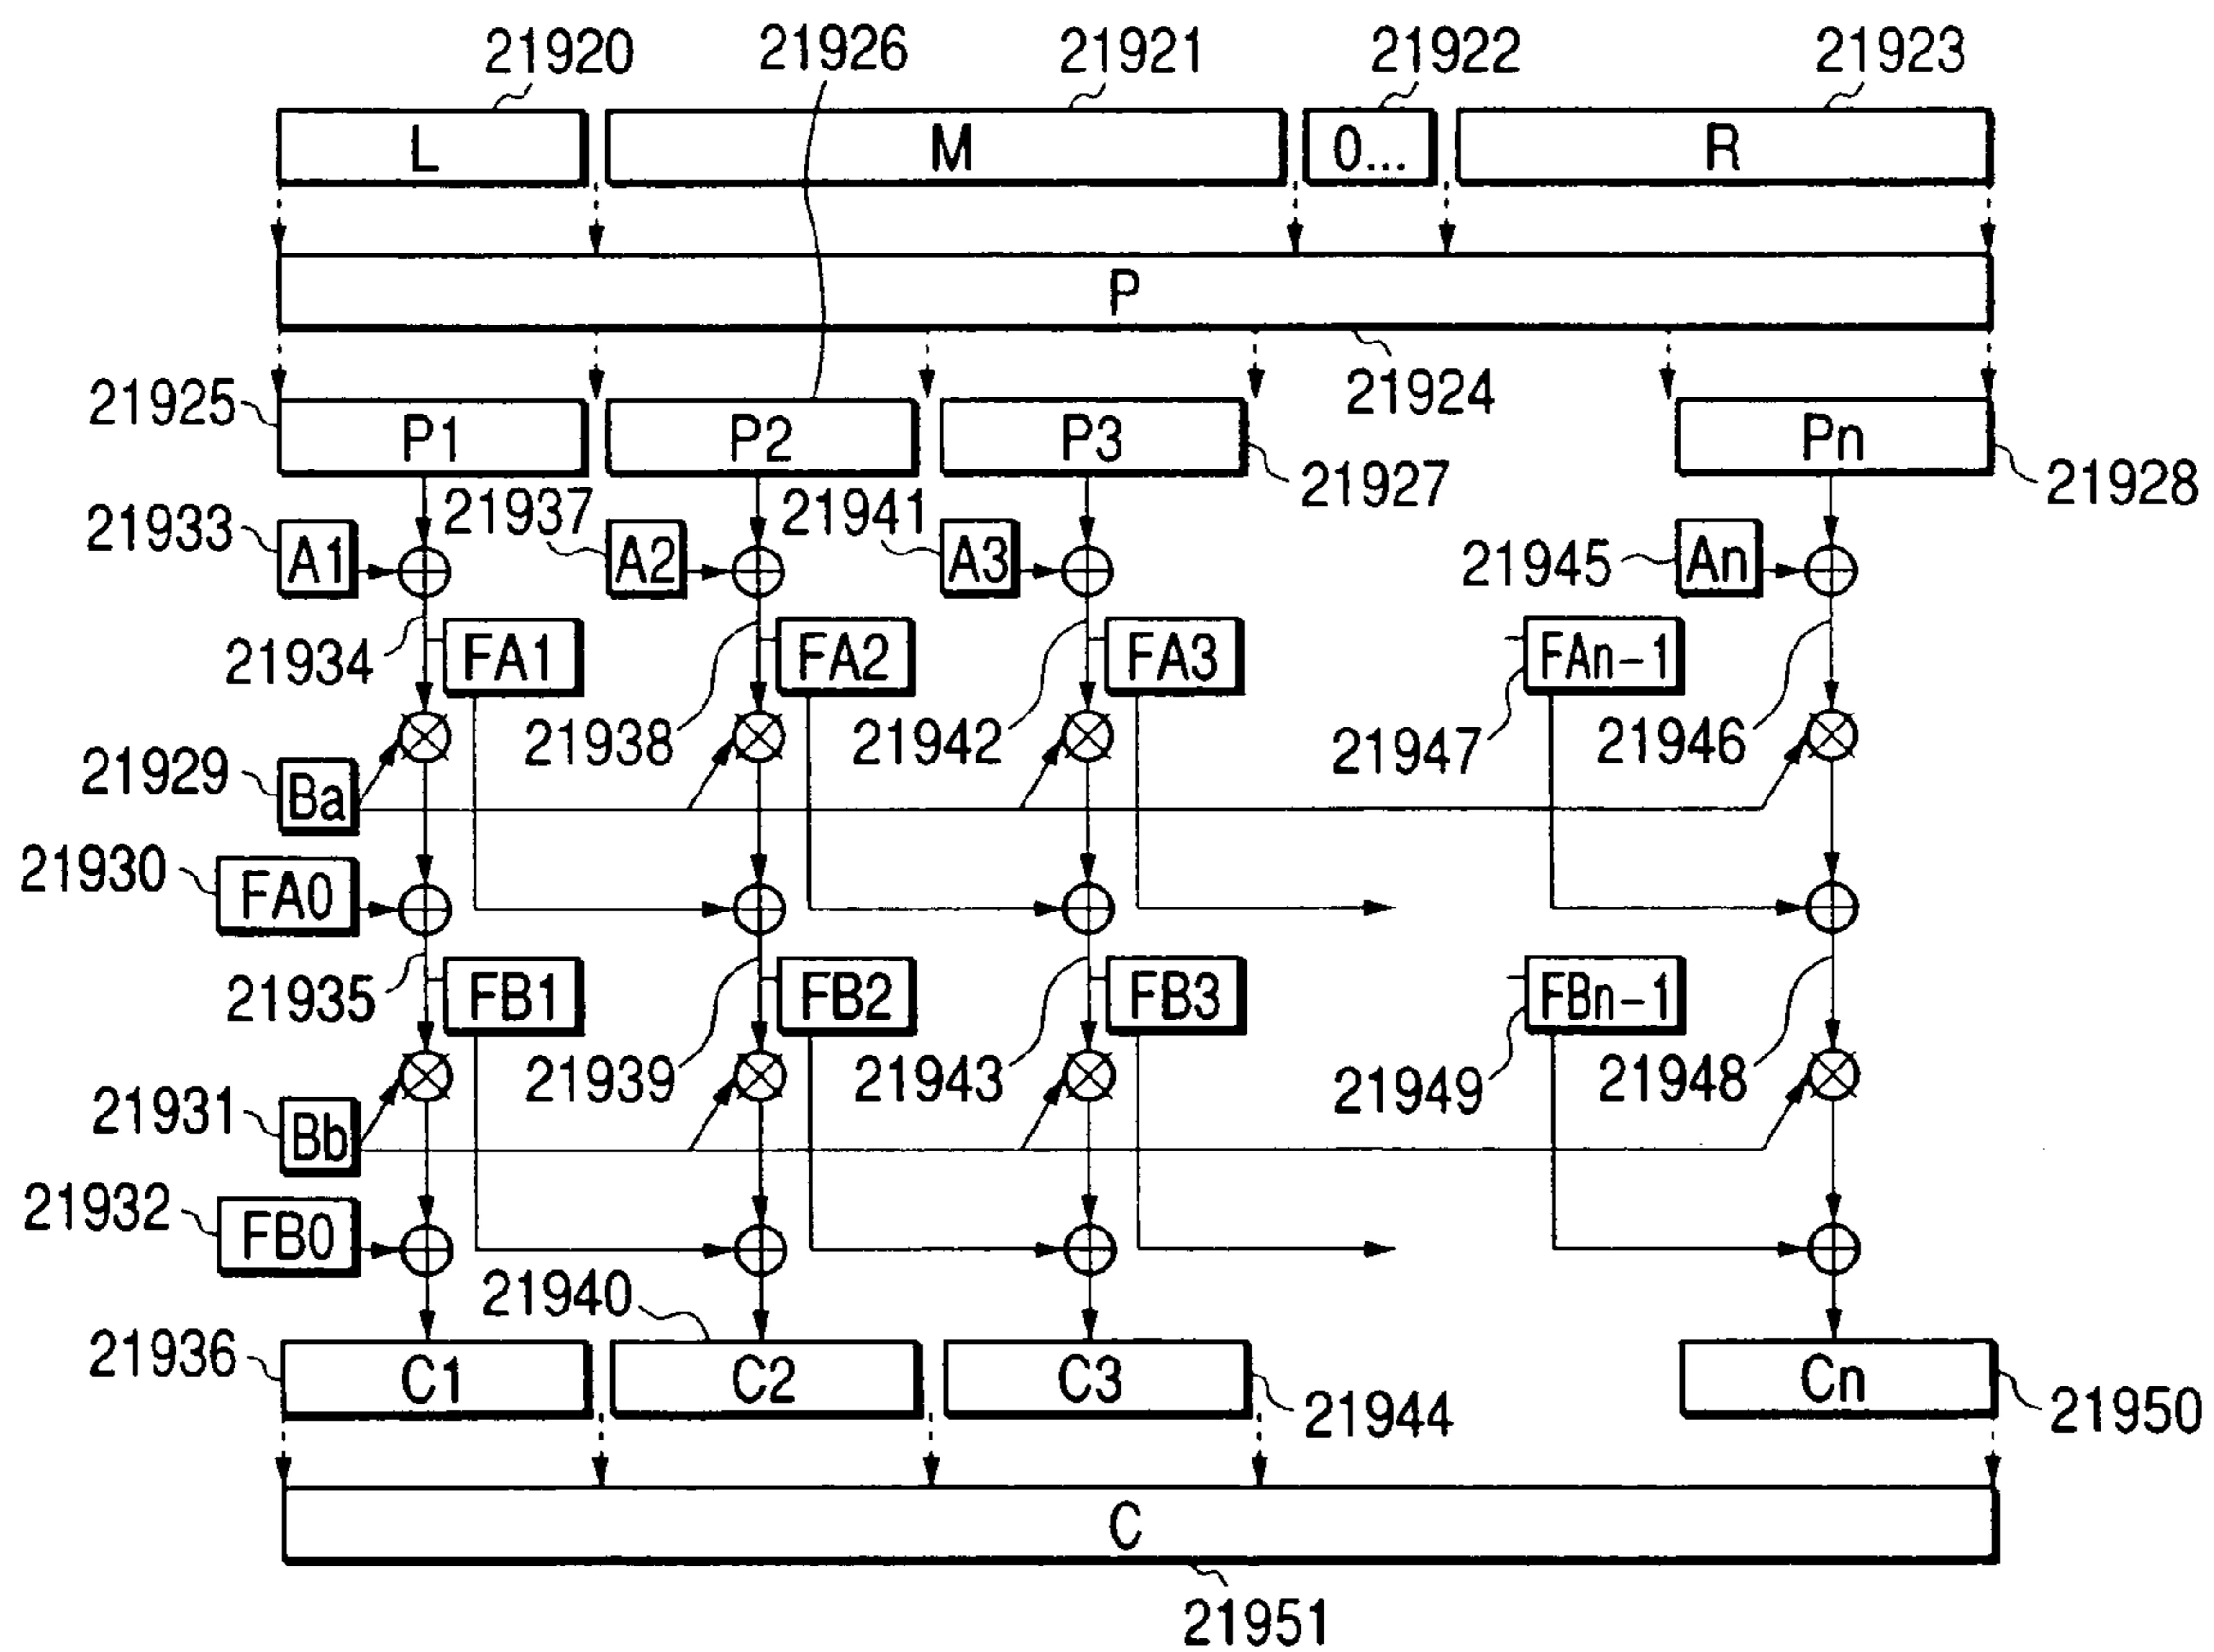 21920 21926 21921 21922 21923
L M 0... R
P
21925 21924
P1 P2 P3 Pn
21933 21937 21941 21927 21928
A1 A2 A3 21945 An
21934 FA1 FA2 FA3 FAn-1
21929 21938 21942 21947 21946
Ba
21930
FA0
21935 FB1 FB2 FB3 FBn-1
21931 21939 21943 21949 21948
Bb
21932
FB0
21940
21936 C1 C2 C3 Cn
21944 21950
C
21951